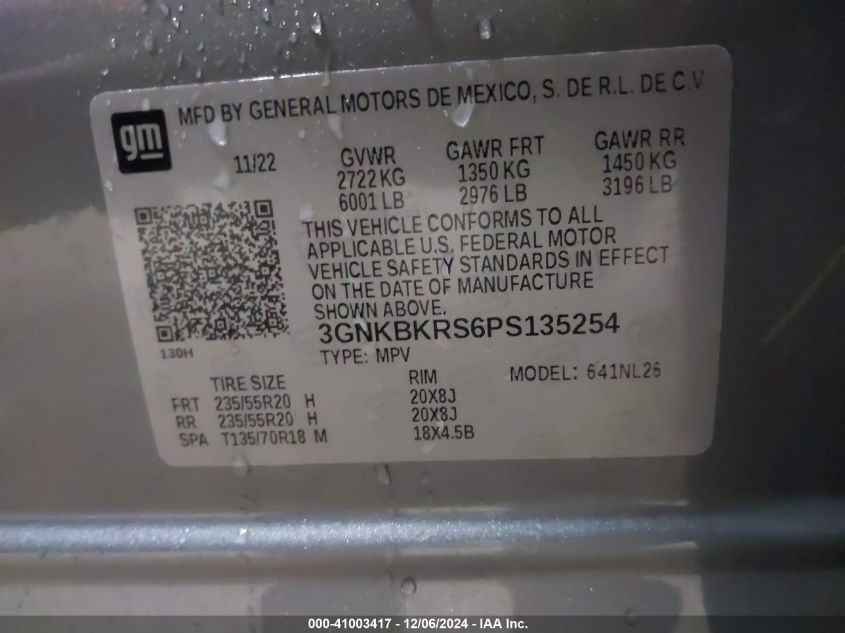 gm
MFD BY GENERAL MOTORS DE MEXICO, S. DE R.L. DE C.V
11/22
GVWR
2722 KG
6001 LB
GAWR FRT
1350 KG
2976 LB
GAWR RR
1450 KG
3196 LB
THIS VEHICLE CONFORMS TO ALL
APPLICABLE U.S. FEDERAL MOTOR
VEHICLE SAFETY STANDARDS IN EFFECT
ON THE DATE OF MANUFACTURE
SHOWN ABOVE.
130H
3GNKBKRS6PS135254
TYPE: MPV
MODEL: 641NL26
TIRE SIZE
RIM
FRT 235/55R20 H 20X8J
RR 235/55R20 H 20X8J
SPA T135/70R18 M 18X4.5B
000-41003417 - 12/06/2024 - IAA Inc.